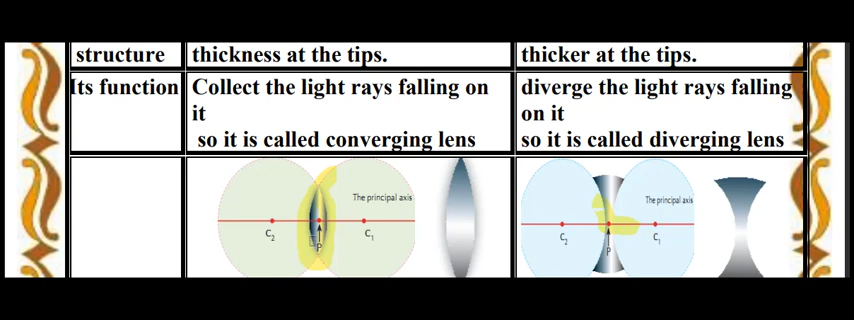 structure
thickness at the tips.
thicker at the tips.
Its function
Collect the light rays falling on
it
so it is called converging lens
diverge the light rays falling
on it
so it is called diverging lens
The principal axis
C2
C1
P
The principal axis
C2
C1
P